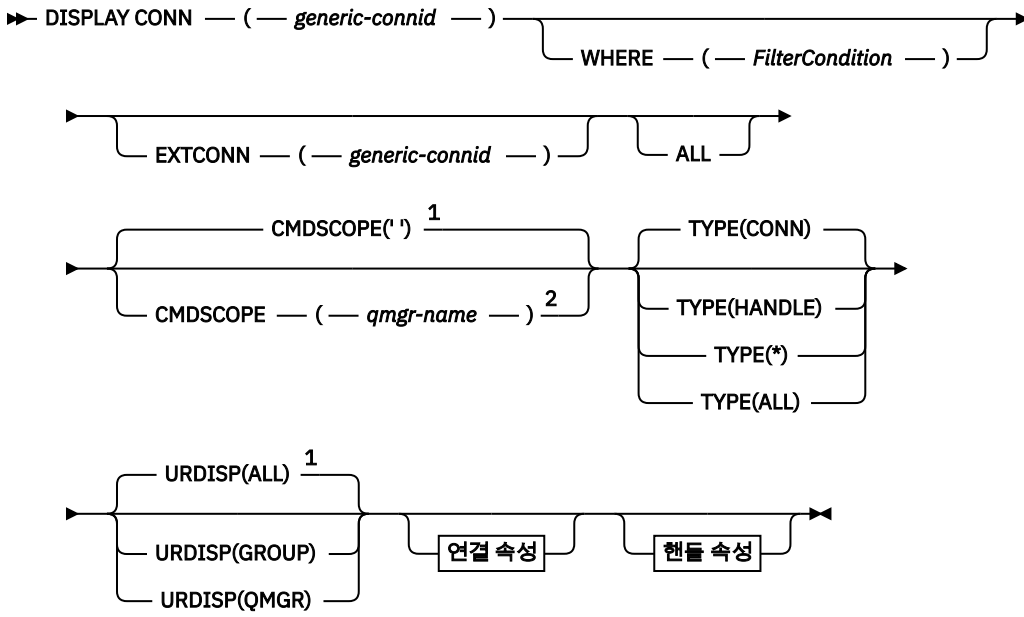 DISPLAY CONN ( generic-connid )
WHERE ( FilterCondition )
EXTCONN ( generic-connid )
ALL
CMDSCOPE(' ') 1
CMDSCOPE ( qmgr-name ) 2
TYPE(CONN)
TYPE(HANDLE)
TYPE(*)
TYPE(ALL)
URDISP(ALL) 1
URDISP(GROUP)
URDISP(QMGR)
연결 속성
핸들 속성